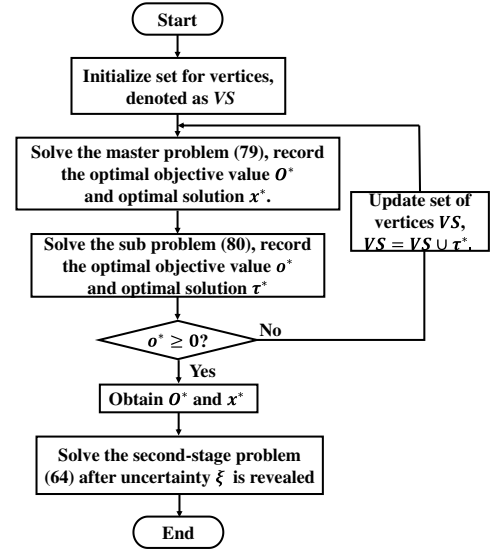 Start
Initialize set for vertices,
denoted as VS
Solve the master problem (79), record
the optimal objective value O*
and optimal solution x*.
Update set of
vertices VS,
VS = VS ∪ τ*.
Solve the sub problem (80), record
the optimal objective value o*
and optimal solution τ*
o* ≥ 0?
No
Yes
Obtain O* and x*
Solve the second-stage problem
(64) after uncertainty ξ is revealed
End